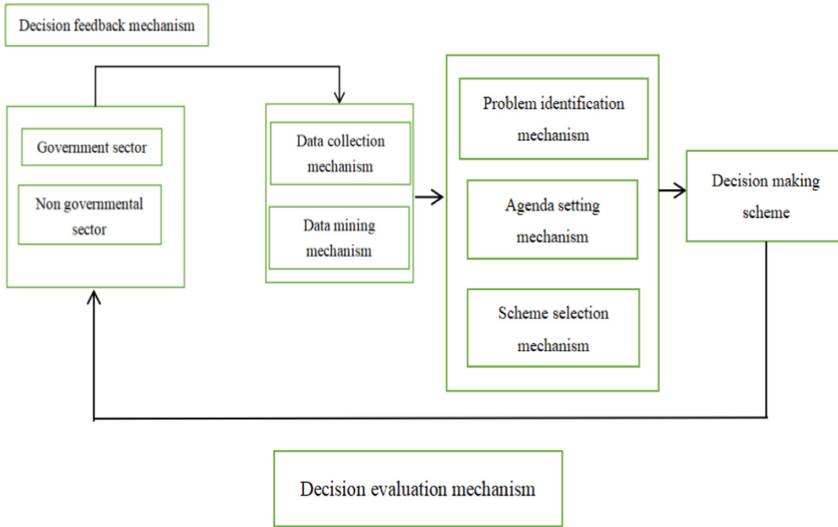 Decision feedback mechanism
Government sector
Non governmental
sector
Data collection
mechanism
Data mining
mechanism
Problem identification
mechanism
Agenda setting
mechanism
Scheme selection
mechanism
Decision making
scheme
Decision evaluation mechanism